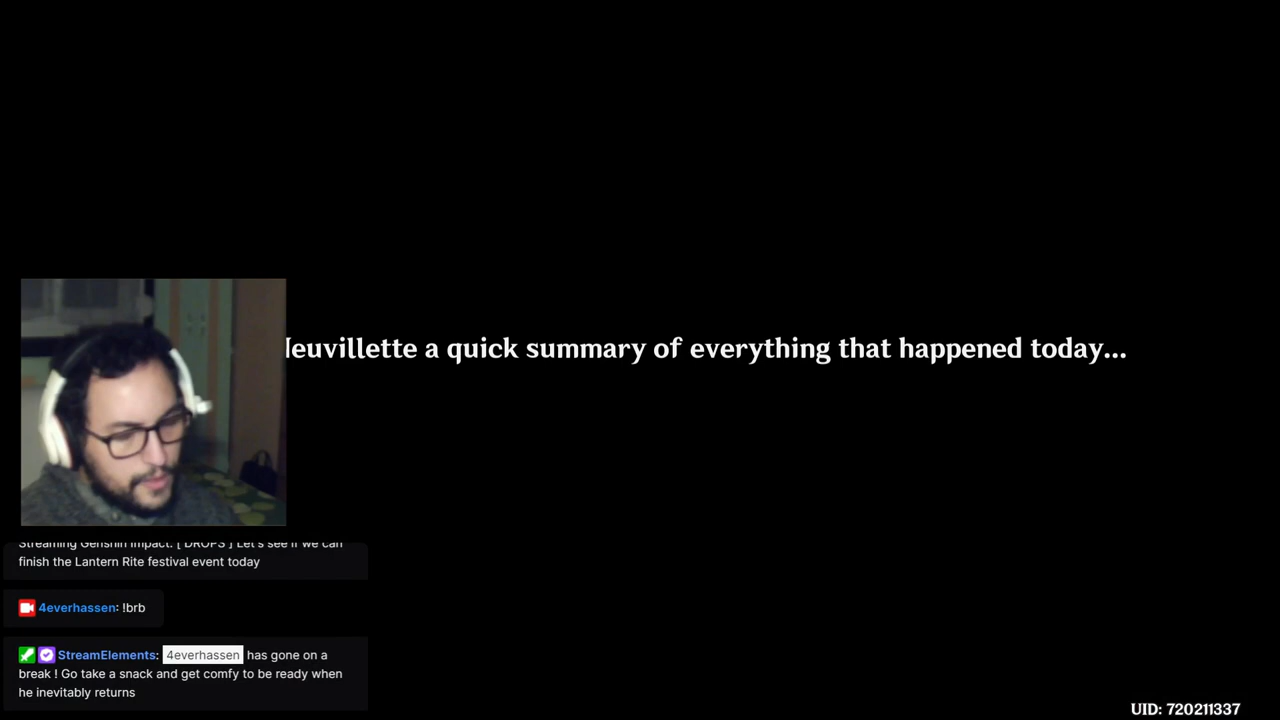 a quick summary of everything that happened today...
finish the Lantern Rite festival event today
4everhassen: !brb
StreamElements: 4everhassen has gone on a
break ! Go take a snack and get comfy to be ready when
he inevitably returns
UID: 720211337